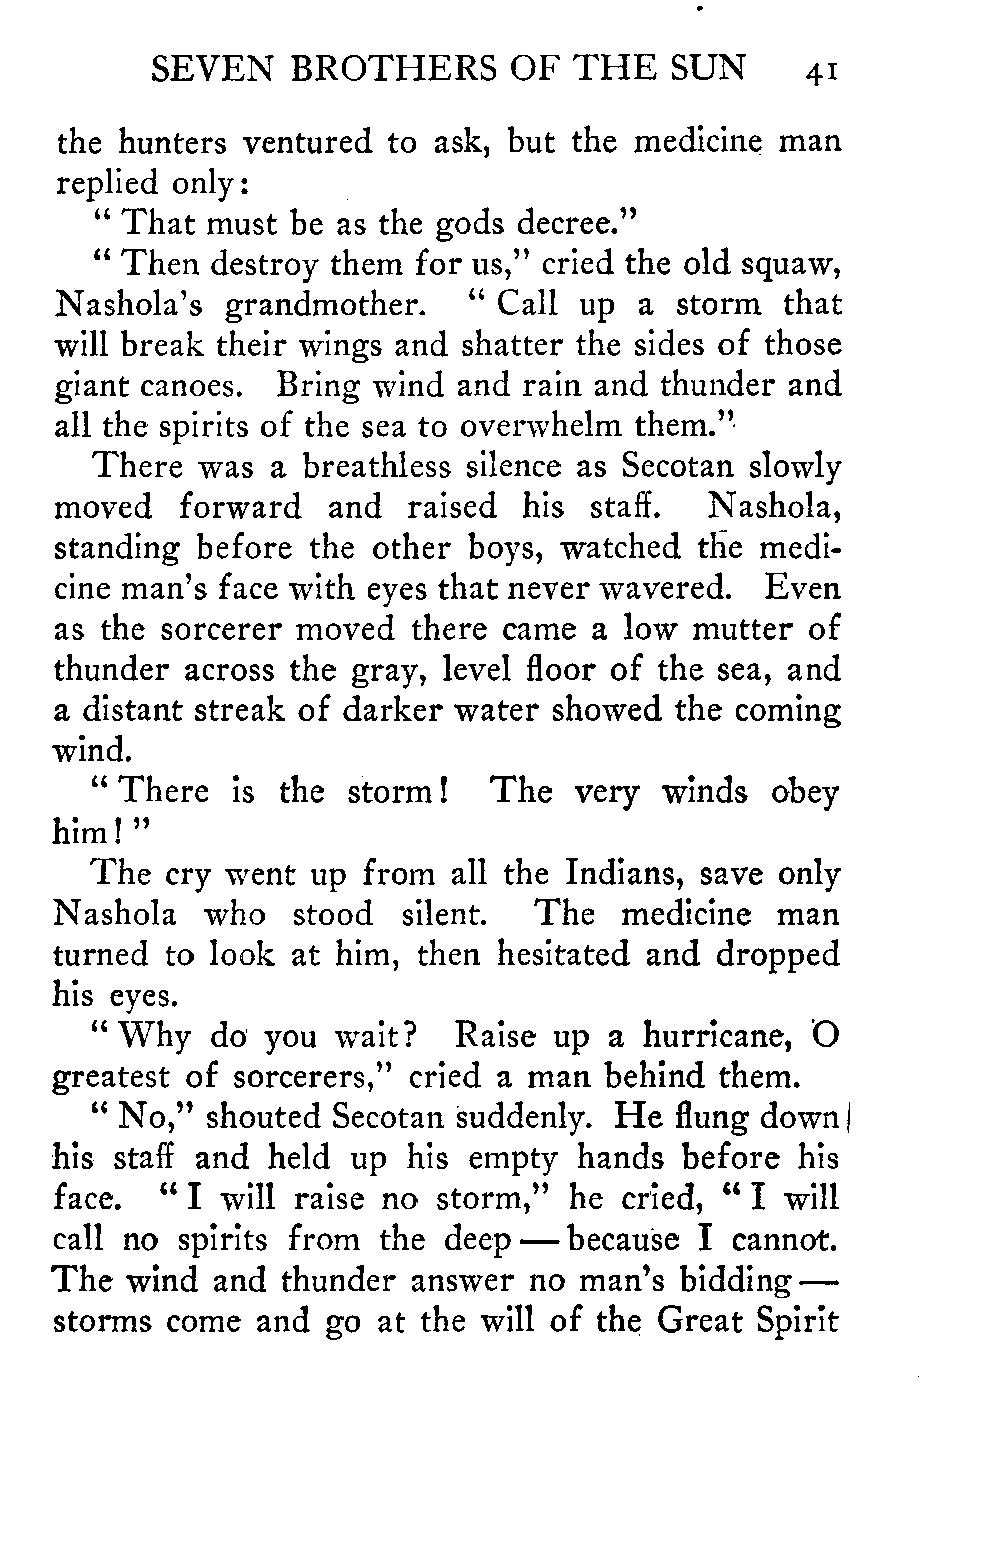 SEVEN BROTHERS OF THE SUN 41
the hunters ventured to ask, but the medicine man
replied only:
" That must be as the gods decree."
" Then destroy them for us," cried the old squaw,
Nashola's grandmother. " Call up a storm that
will break their wings and shatter the sides of those
giant canoes. Bring wind and rain and thunder and
all the spirits of the sea to overwhelm them."
There was a breathless silence as Secotan slowly
moved forward and raised his staff. Nashola,
standing before the other boys, watched the medi-
cine man's face with eyes that never wavered. Even
as the sorcerer moved there came a low mutter of
thunder across the gray, level floor of the sea, and
a distant streak of darker water showed the coming
wind.
" There is the storm! The very winds obey
him! "
The cry went up from all the Indians, save only
Nashola who stood silent. The medicine man
turned to look at him, then hesitated and dropped
his eyes.
" Why do you wait? Raise up a hurricane, O
greatest of sorcerers," cried a man behind them.
" No," shouted Secotan suddenly. He flung down
his staff and held up his empty hands before his
face. " I will raise no storm," he cried, " I will
call no spirits from the deep — because I cannot.
The wind and thunder answer no man's bidding —
storms come and go at the will of the Great Spirit